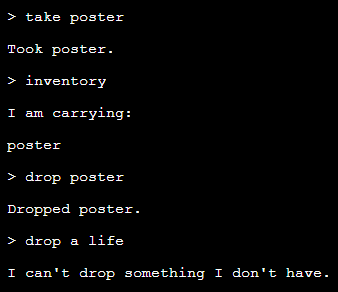 > take poster
Took poster.
> inventory
I am carrying:
poster
> drop poster
Dropped poster.
> drop a life
I can't drop something I don't have.